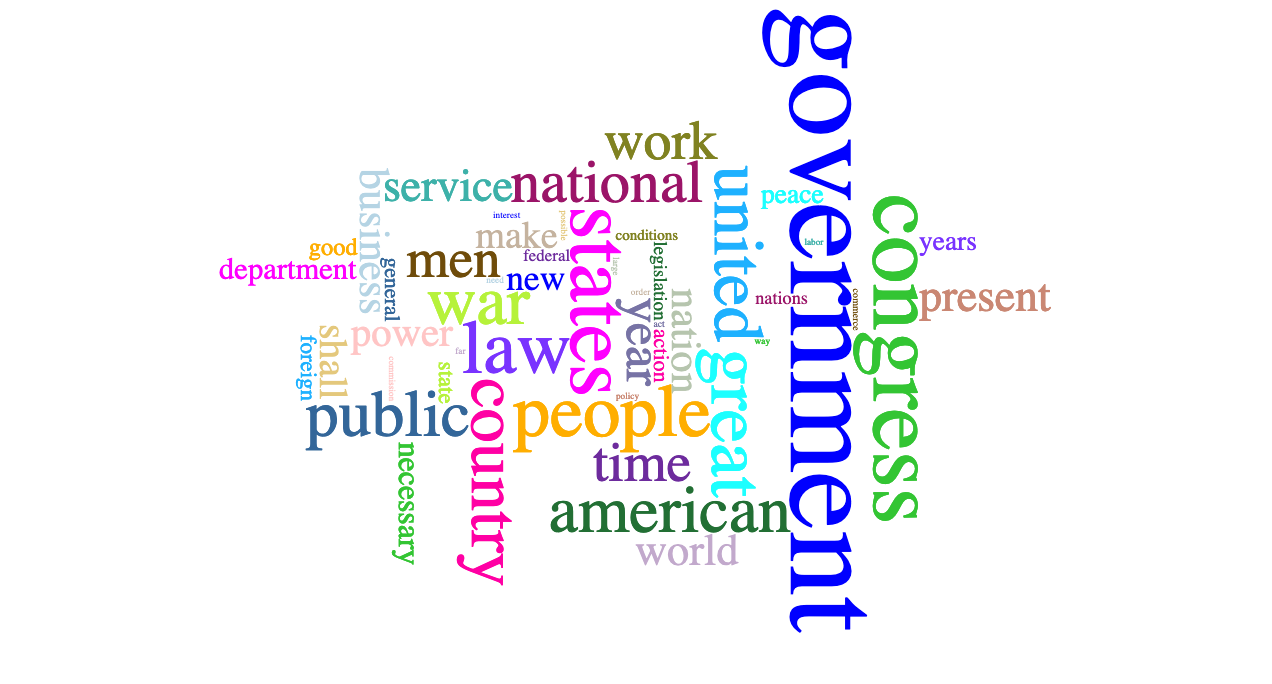 government
work
national
service
business
united
peace
congress
interest
possible
states
make
conditions
labor
years
good
men
federal
legislation
department
general
large
need
new
order
nation
nations
commerce
present
war
year
act
action
way
shall
power
law
far
foreign
commission
state
great
country
people
policy
public
necessary
time
american
world